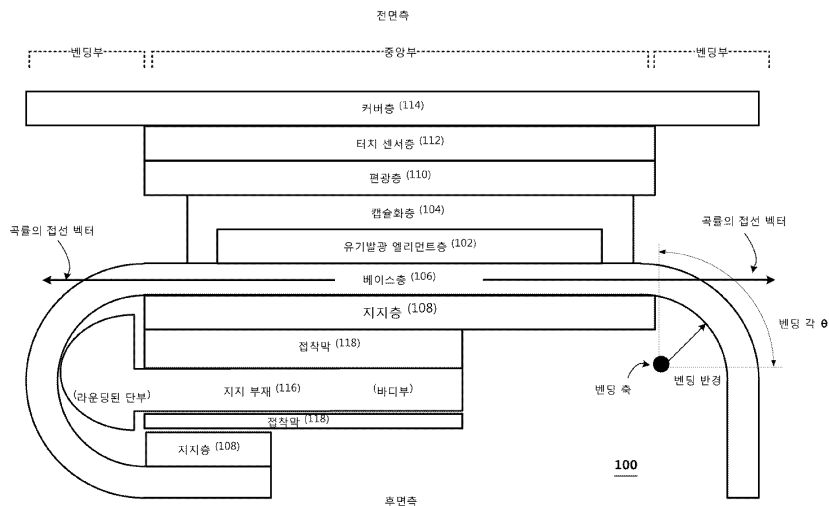 전면측
벤딩부 중앙부 벤딩부
커버층 (114)
터치 센서층 (112)
편광층 (110)
캡슐화층 (104)
곡률의 접선 벡터 곡률의 접선 벡터
유기발광 엘리먼트층 (102)
베이스층 (106)
지지층 (108)
벤딩 각 θ
접착막 (118)
벤딩 축 벤딩 반경
(라운딩된 단부) 지지 부재 (116) (바디부)
접착막 (118)
지지층 (108)
100
후면측